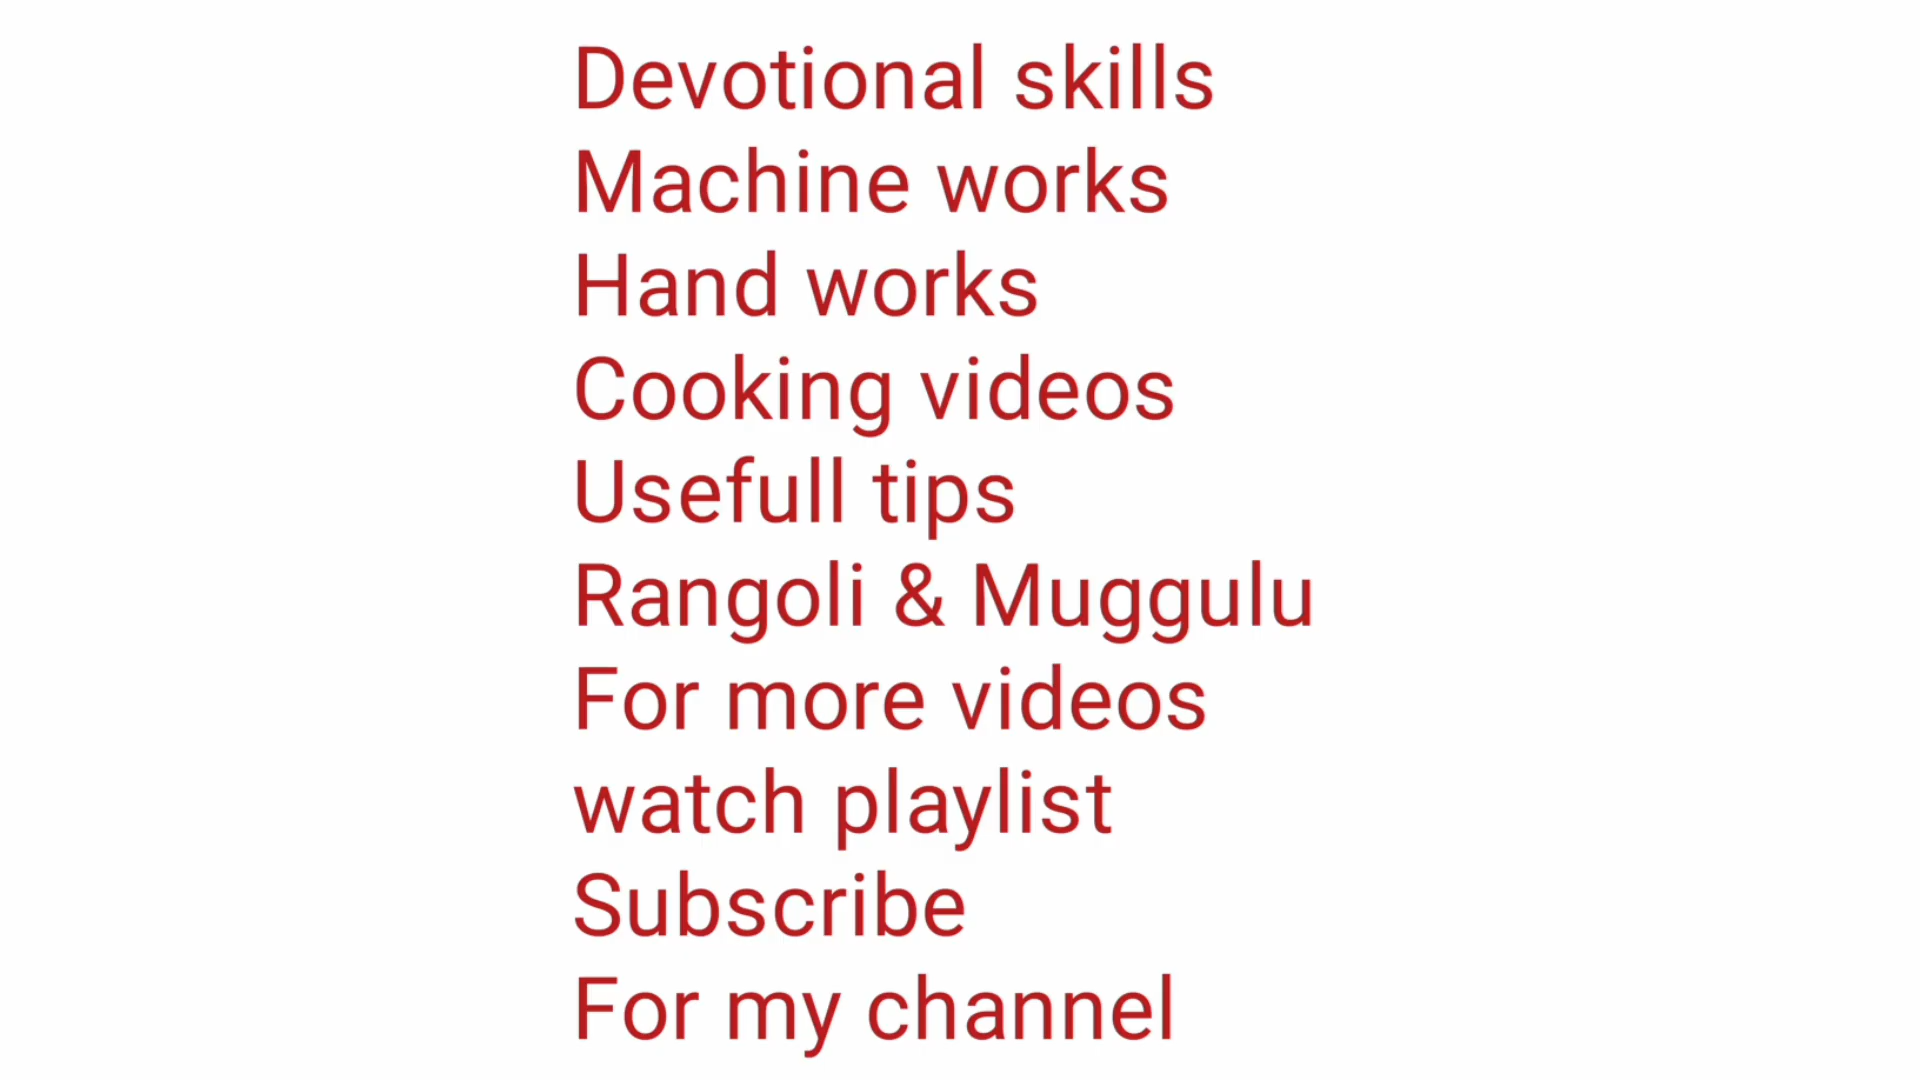 Devotional skills
Machine works
Hand works
Cooking videos
Usefull tips
Rangoli & Muggulu
For more videos
watch playlist
Subscribe
For my channel